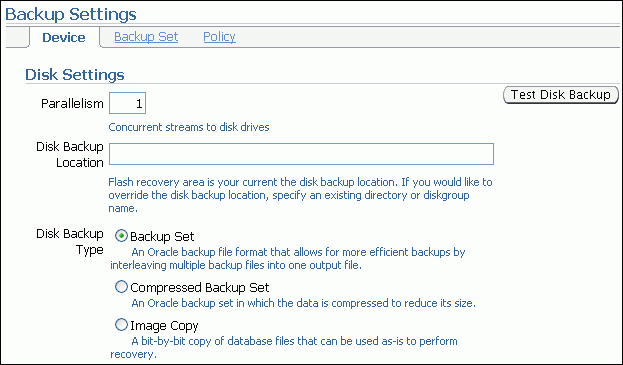 Backup Settings
Device Backup Set Policy
Disk Settings
Test Disk Backup
Parallelism 1
Concurrent streams to disk drives
Disk Backup
Location
Flash recovery area is your current the disk backup location. If you would like to
override the disk backup location, specify an existing directory or diskgroup
name.
Disk Backup
Type
Backup Set
An Oracle backup file format that allows for more efficient backups by
interleaving multiple backup files into one output file.
Compressed Backup Set
An Oracle backup set in which the data is compressed to reduce its size.
Image Copy
A bit-by-bit copy of database files that can be used as-is to perform
recovery.